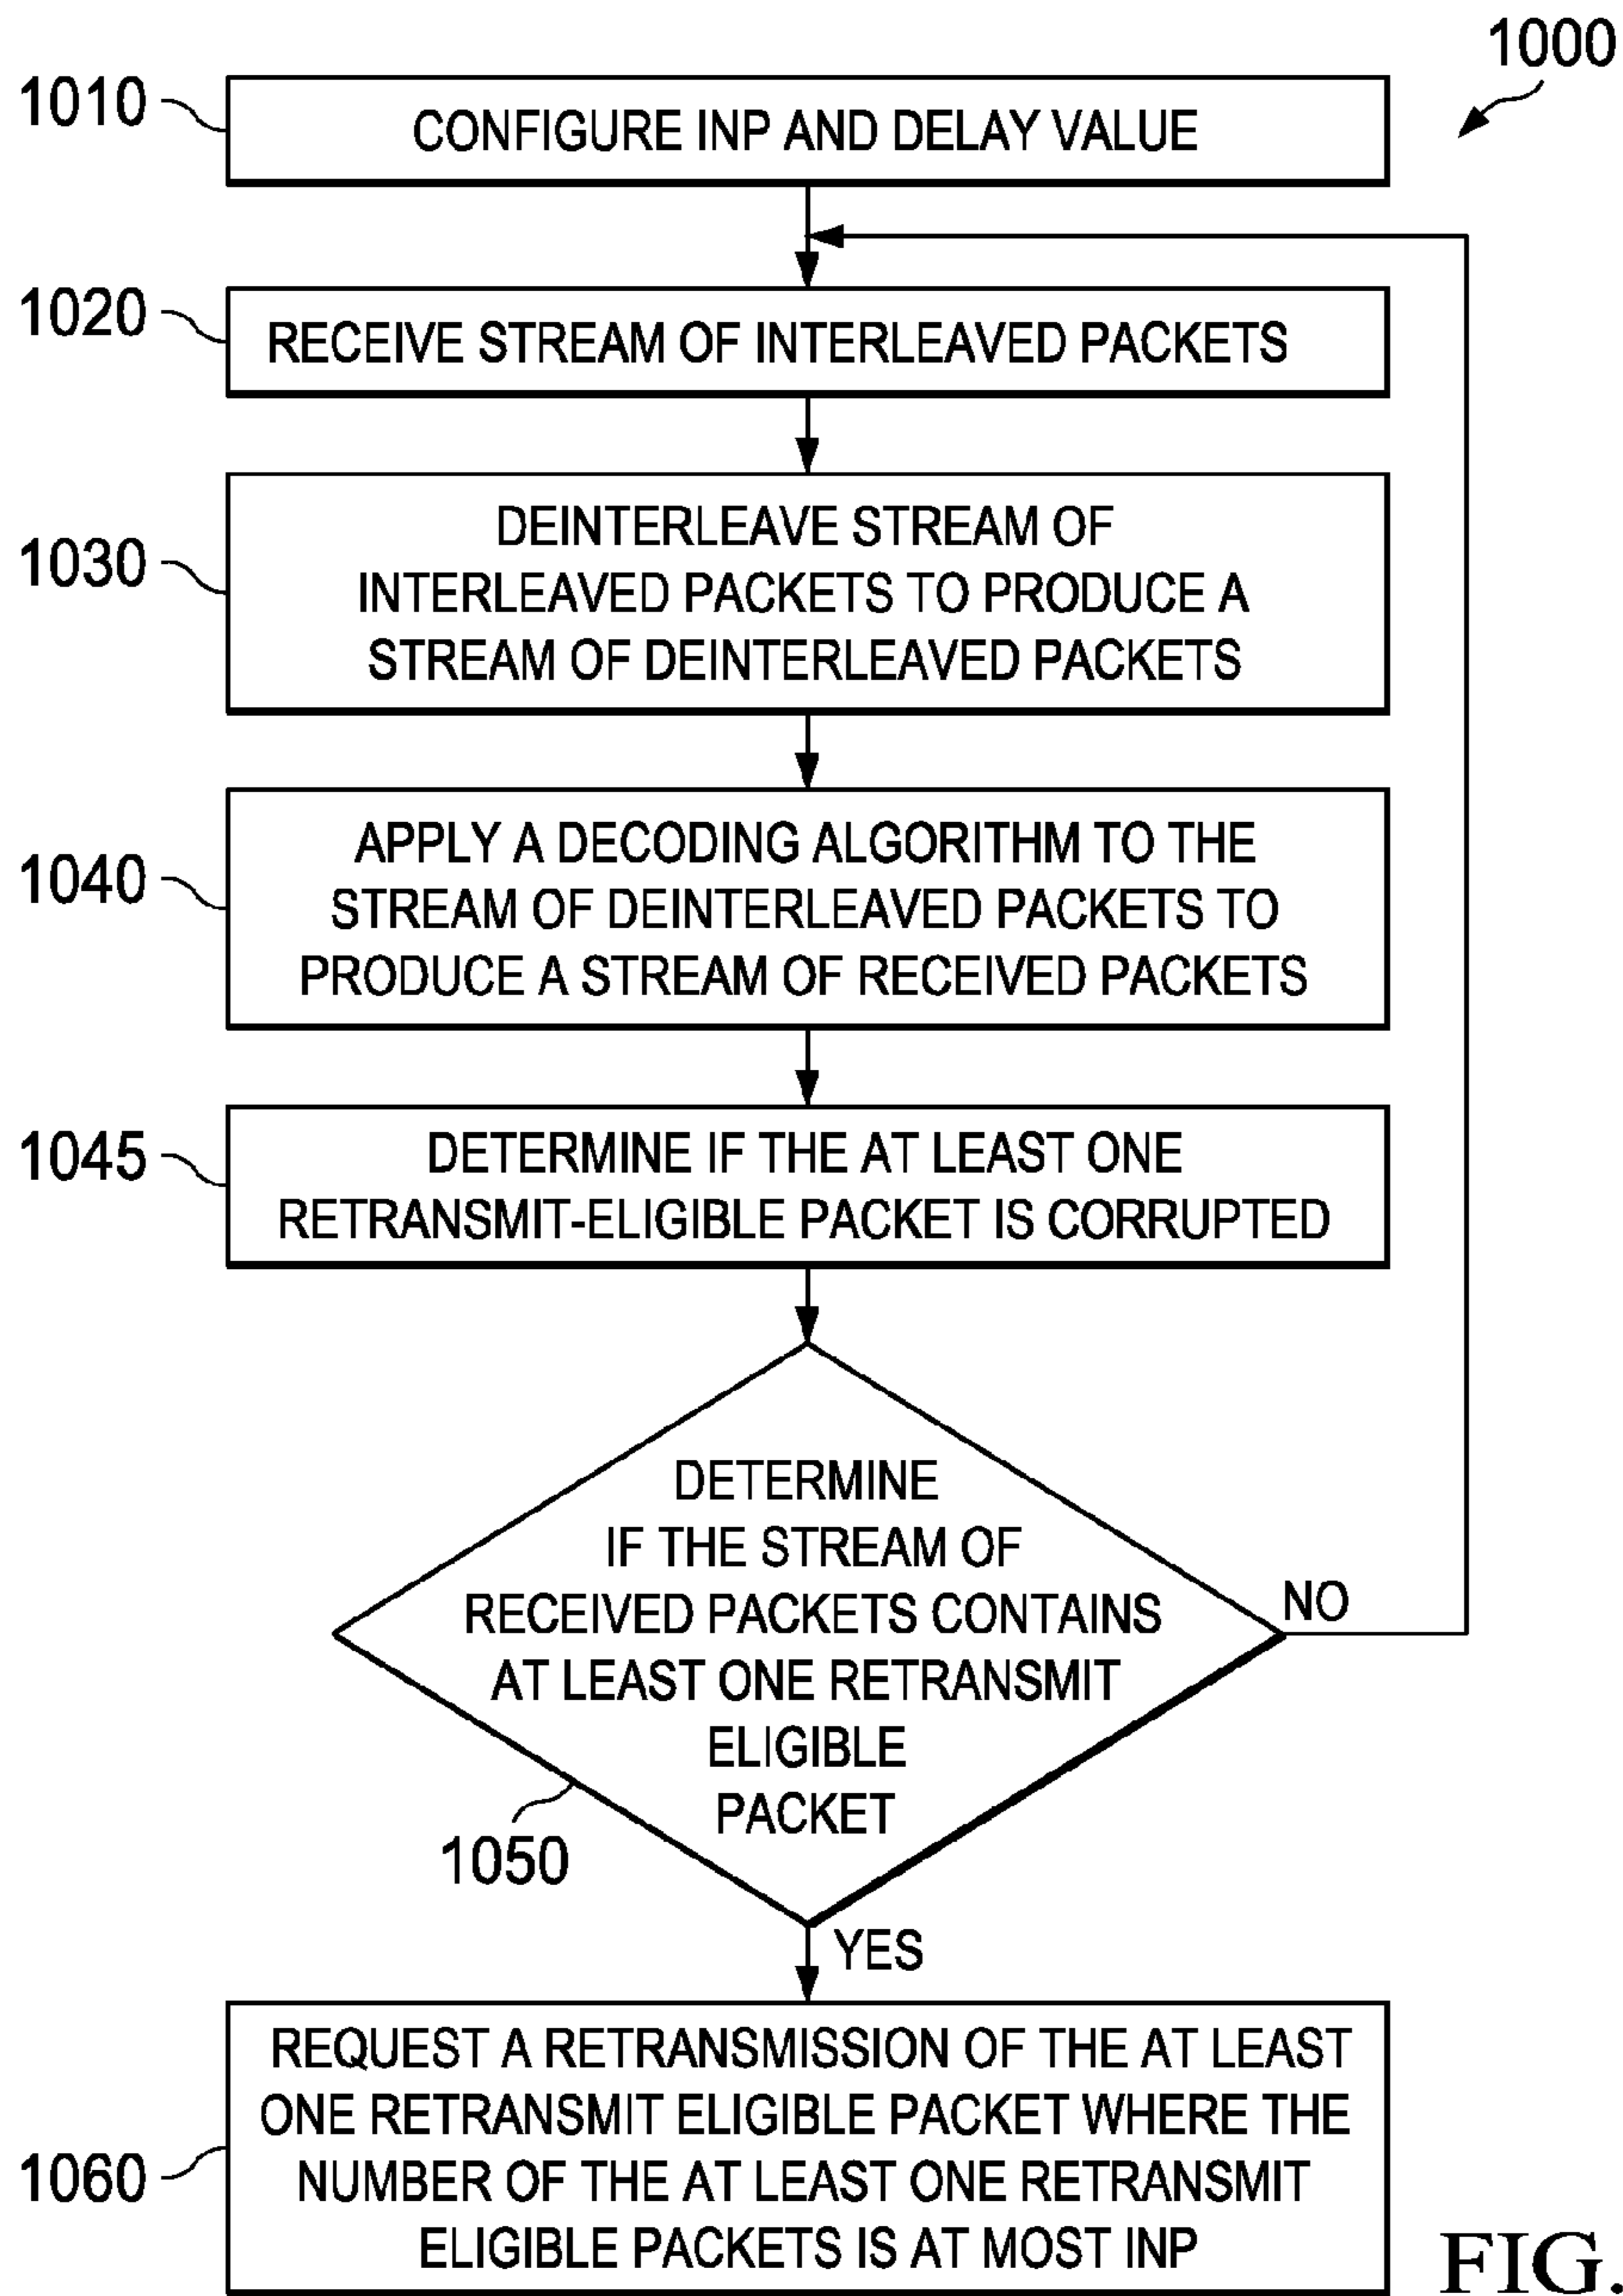 1000
1010
CONFIGURE INP AND DELAY VALUE
1020
RECEIVE STREAM OF INTERLEAVED PACKETS
1030
DEINTERLEAVE STREAM OF
INTERLEAVED PACKETS TO PRODUCE A
STREAM OF DEINTERLEAVED PACKETS
1040
APPLY A DECODING ALGORITHM TO THE
STREAM OF DEINTERLEAVED PACKETS TO
PRODUCE A STREAM OF RECEIVED PACKETS
1045
DETERMINE IF THE AT LEAST ONE
RETRANSMIT-ELIGIBLE PACKET IS CORRUPTED
DETERMINE
IF THE STREAM OF
RECEIVED PACKETS CONTAINS
AT LEAST ONE RETRANSMIT
ELIGIBLE
PACKET
NO
1050
YES
1060
REQUEST A RETRANSMISSION OF THE AT LEAST
ONE RETRANSMIT ELIGIBLE PACKET WHERE THE
NUMBER OF THE AT LEAST ONE RETRANSMIT
ELIGIBLE PACKETS IS AT MOST INP
FIG.